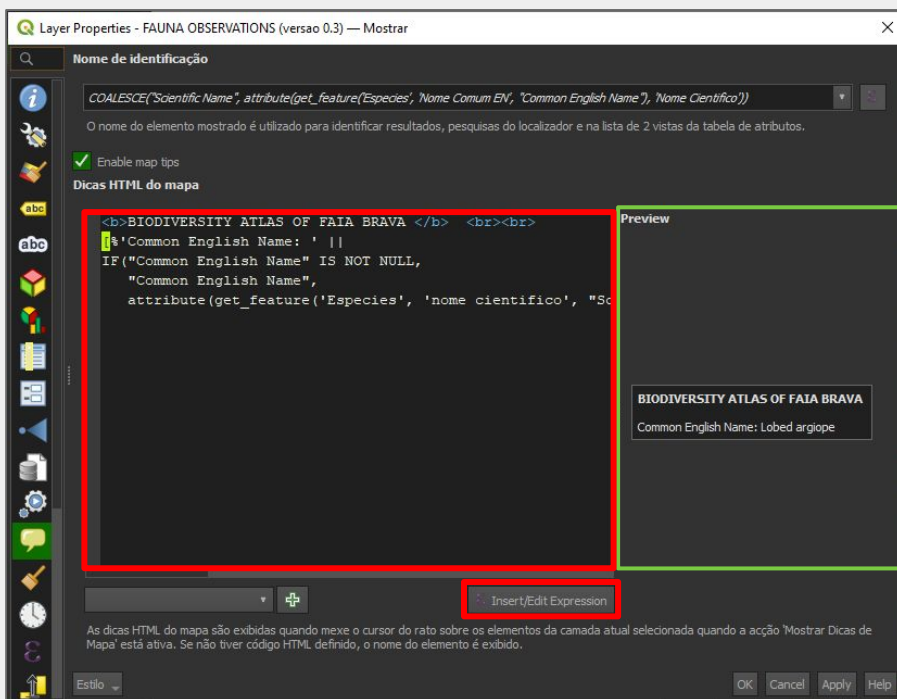 Layer Properties - FAUNA OBSERVATIONS (versao 0.3) — Mostrar
Nome de identificação
COALESCE("Scientific Name", attribute(get_feature('Especies', 'Nome Comum EN', "Common English Name"), 'Nome Cientifico'))
O nome do elemento mostrado é utilizado para identificar resultados, pesquisas do localizador e na lista de 2 vistas da tabela de atributos.
Enable map tips
Dicas HTML do mapa
<b>BIODIVERSITY ATLAS OF FAIA BRAVA </b> <br><br>
[%'Common English Name: ' ||
IF("Common English Name" IS NOT NULL,
"Common English Name",
attribute(get_feature('Especies', 'nome cientifico', "Sc
Preview
BIODIVERSITY ATLAS OF FAIA BRAVA
Common English Name: Lobed argiope
abc
abc
Insert/Edit Expression
As dicas HTML do mapa são exibidas quando mexe o cursor do rato sobre os elementos da camada atual selecionada quando a acção 'Mostrar Dicas de
Mapa' está ativa. Se não tiver código HTML definido, o nome do elemento é exibido.
Estilo
OK
Cancel
Apply
Help